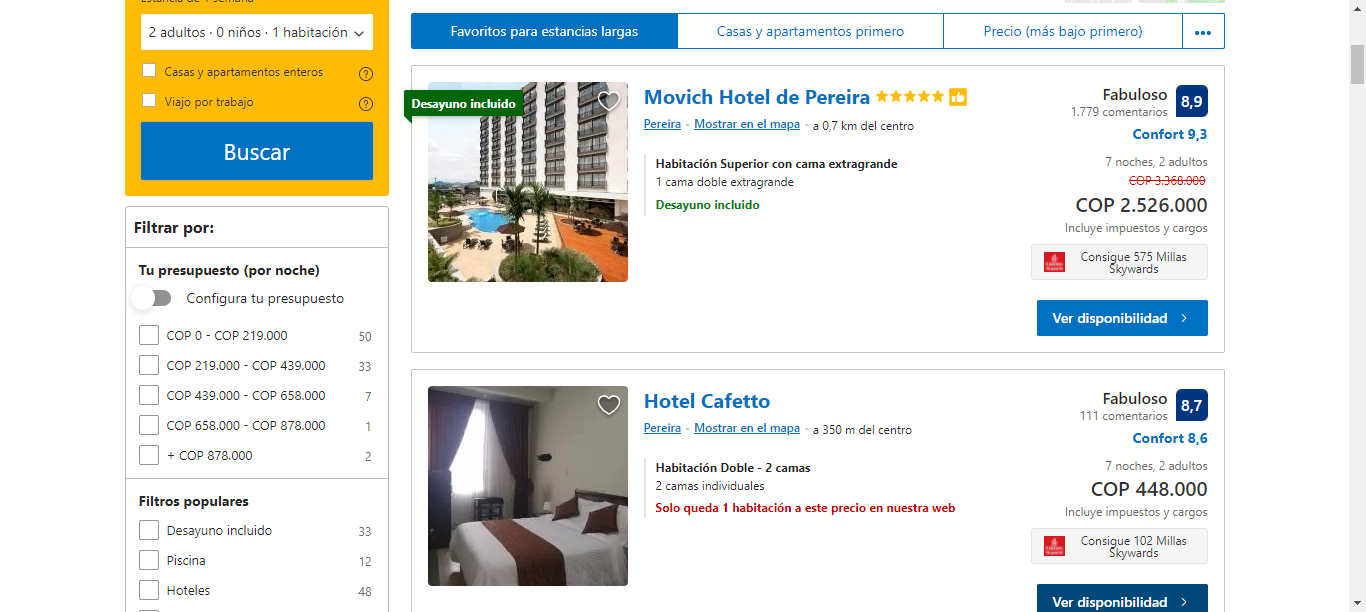 Estancia de 1 semana
2 adultos · 0 niños · 1 habitación
Casas y apartamentos enteros
Viajo por trabajo
Buscar
Filtrar por:
Tu presupuesto (por noche)
Configura tu presupuesto
COP 0 - COP 219.000 50
COP 219.000 - COP 439.000 33
COP 439.000 - COP 658.000 7
COP 658.000 - COP 878.000 1
+ COP 878.000 2
Filtros populares
Desayuno incluido 33
Piscina 12
Hoteles 48
Favoritos para estancias largas
Casas y apartamentos primero
Precio (más bajo primero)
Desayuno incluido
Movich Hotel de Pereira
Pereira · Mostrar en el mapa · a 0,7 km del centro
Habitación Superior con cama extragrande
1 cama doble extragrande
Desayuno incluido
Fabuloso 8,9
1.779 comentarios
Confort 9,3
7 noches, 2 adultos
COP 3.368.000
COP 2.526.000
Incluye impuestos y cargos
Consigue 575 Millas
Skywards
Ver disponibilidad
Hotel Cafetto
Pereira · Mostrar en el mapa · a 350 m del centro
Habitación Doble - 2 camas
2 camas individuales
Solo queda 1 habitación a este precio en nuestra web
Fabuloso 8,7
111 comentarios
Confort 8,6
7 noches, 2 adultos
COP 448.000
Incluye impuestos y cargos
Consigue 102 Millas
Skywards
Ver disponibilidad